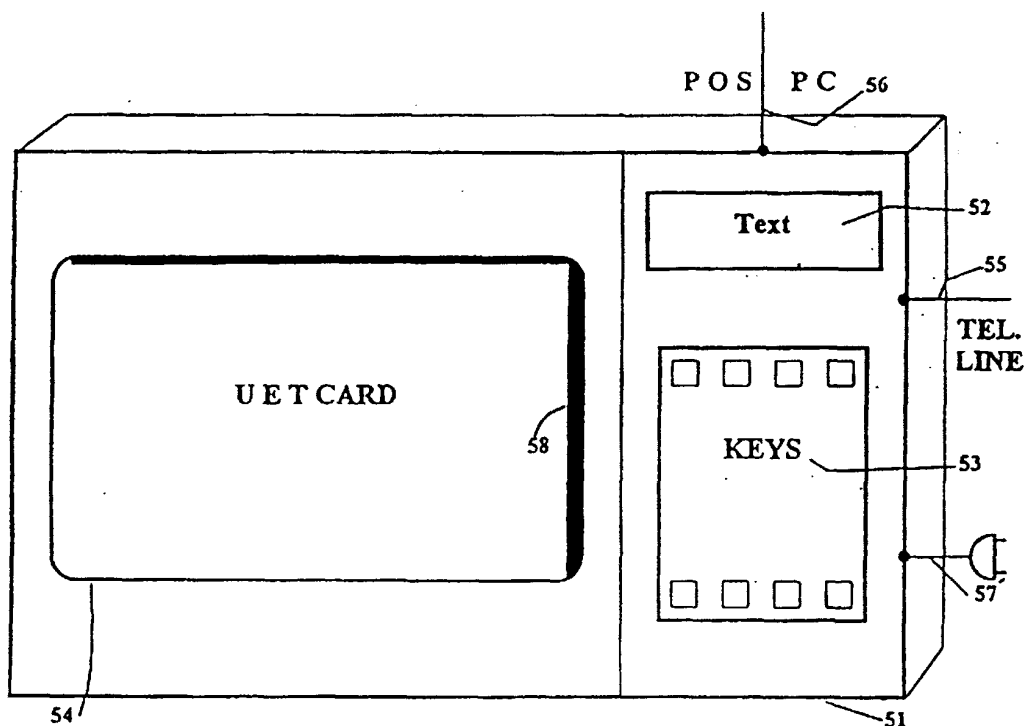 POS PC 56
Text 52
55
TEL.
LINE
UET CARD
58
KEYS 53
57
54
51